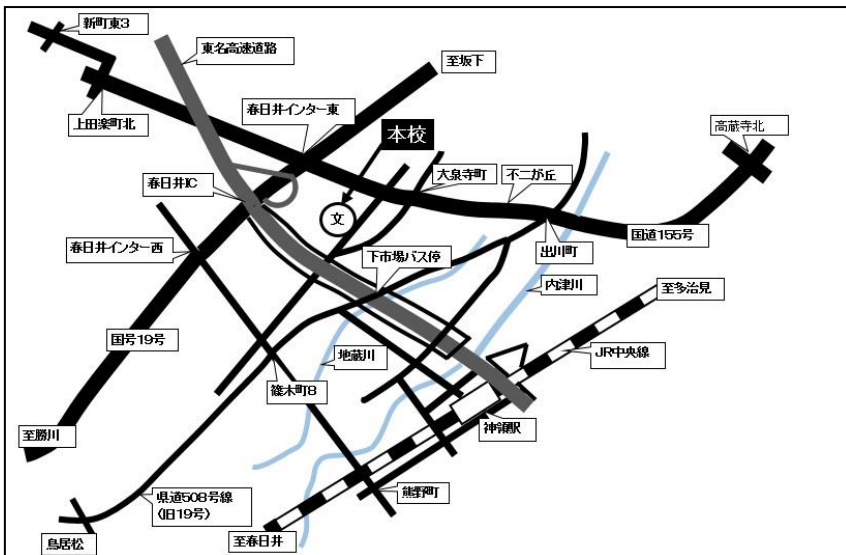 新町東3
東名高速道路
至坂下
上田楽町北
春日井インター東
本校
高蔵寺北
大泉寺町
不二が丘
春日井IC
文
春日井インター西
下市場バス停
出川町
国道155号
内津川
至多治見
国号19号
地蔵川
JR中央線
篠木町8
至勝川
神領駅
県道508号線
(旧19号)
熊野町
鳥居松
至春日井